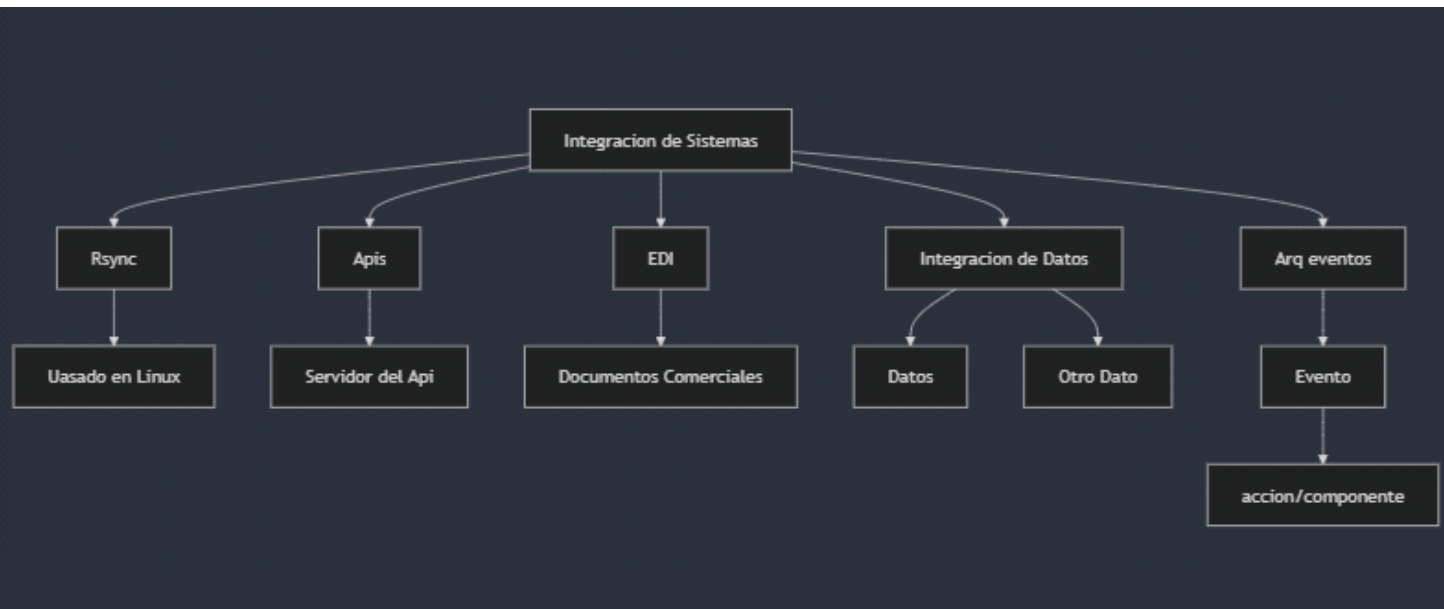 Integracion de Sistemas
Rsync
Apis
EDI
Integracion de Datos
Arq eventos
Uasado en Linux
Servidor del Api
Documentos Comerciales
Datos
Otro Dato
Evento
accion/componente